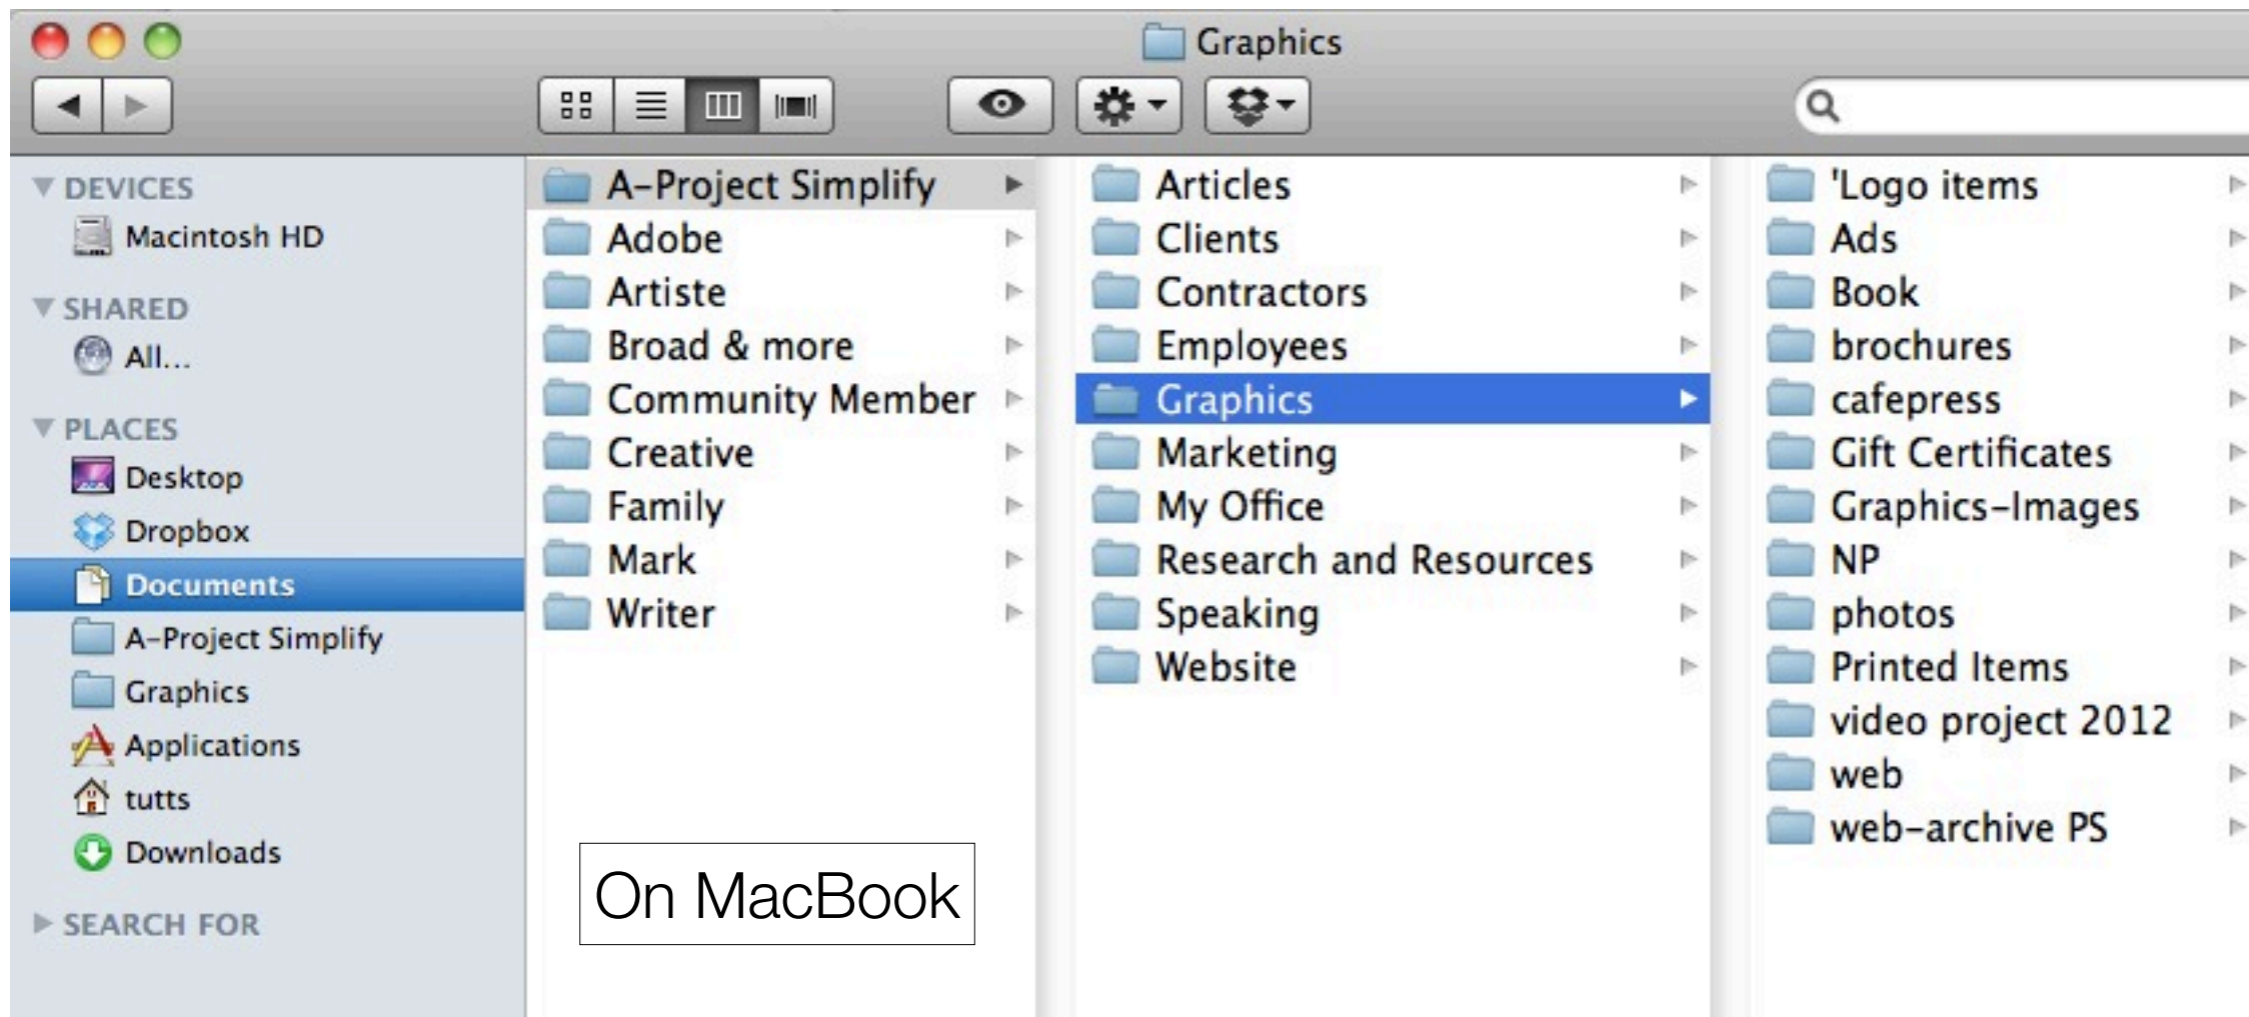 Graphics
DEVICES
Macintosh HD
SHARED
All...
PLACES
Desktop
Dropbox
Documents
A-Project Simplify
Graphics
Applications
tutts
Downloads
SEARCH FOR
A-Project Simplify
Adobe
Artiste
Broad & more
Community Member
Creative
Family
Mark
Writer
On MacBook
Articles
Clients
Contractors
Employees
Graphics
Marketing
My Office
Research and Resources
Speaking
Website
'Logo items
Ads
Book
brochures
cafepress
Gift Certificates
Graphics-Images
NP
photos
Printed Items
video project 2012
web
web-archive PS